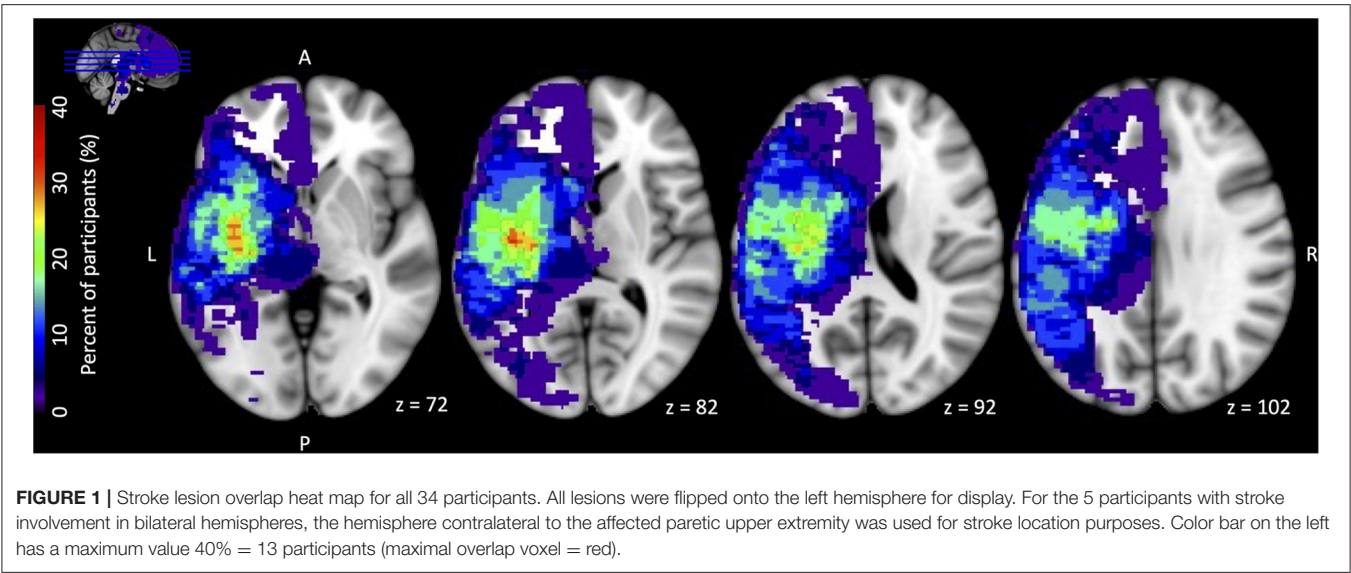 A
40
30
20
10
0
Percent of participants (%)
L
R
z = 72
z = 82
z = 92
z = 102
P
FIGURE 1 | Stroke lesion overlap heat map for all 34 participants. All lesions were flipped onto the left hemisphere for display. For the 5 participants with stroke
involvement in bilateral hemispheres, the hemisphere contralateral to the affected paretic upper extremity was used for stroke location purposes. Color bar on the left
has a maximum value 40% = 13 participants (maximal overlap voxel = red).